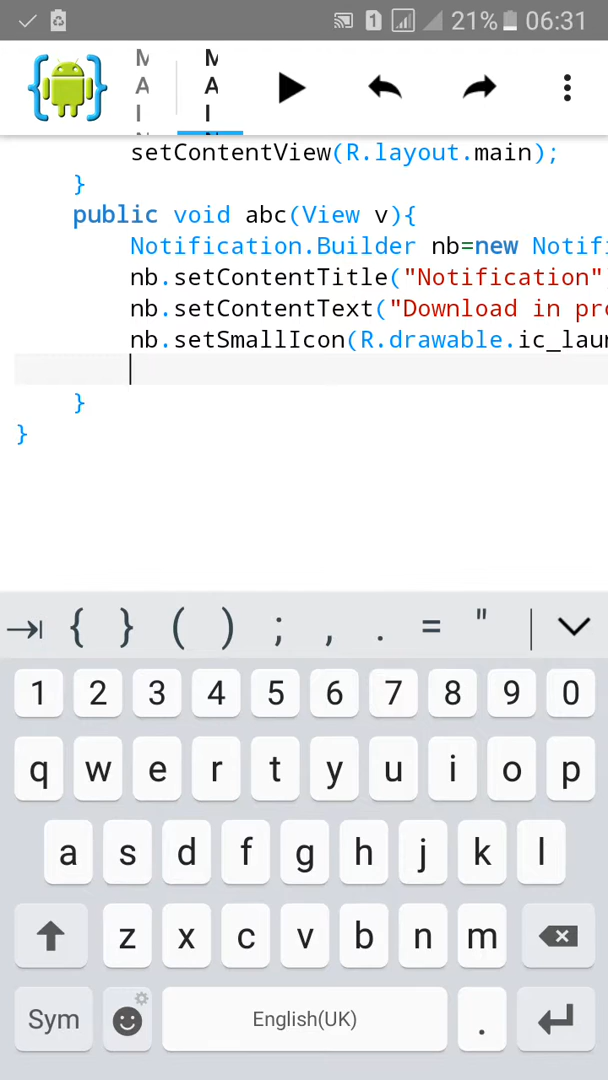 1 21% 06:31
M
A
I
M
A
I
setContentView(R.layout.main);
}
public void abc(View v){
Notification.Builder nb=new Notifi
nb.setContentTitle("Notification"
nb.setContentText("Download in pro
nb.setSmallIcon(R.drawable.ic_laun
}
}
{ } ( ) ; , . = " |
1 2 3 4 5 6 7 8 9 0
q w e r t y u i o p
a s d f g h j k l
z x c v b n m
Sym English(UK) .